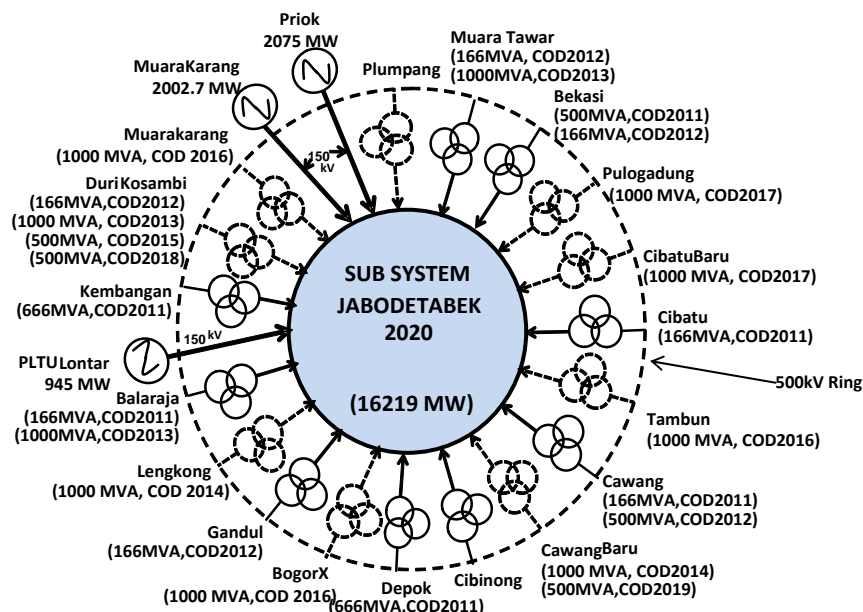 Priok
2075 MW
MuaraKarang
2002.7 MW
Plumpang
Muara Tawar
(166MVA, COD2012)
(1000MVA, COD2013)
Bekasi
(500MVA,COD2011)
(166MVA,COD2012)
Muarakarang
(1000 MVA, COD 2016)
150
kV
Pulogadung
(1000 MVA,COD2017)
DuriKosambi
(166MVA,COD2012)
(1000 MVA, COD2013)
(500MVA, COD2015)
(500MVA,COD2018)
CibatuBaru
(1000 MVA,COD2017)
Kembangan
(666MVA,COD2011)
SUB SYSTEM
JABODETABEK
2020
(16219 MW)
Cibatu
(166MVA,COD2011)
150 kV
PLTU Lontar
945 MW
500kV Ring
Balaraja
(166MVA,COD2011)
(1000MVA,COD2013)
Tambun
(1000 MVA, COD2016)
Lengkong
(1000 MVA, COD 2014)
Cawang
(166MVA,COD2011)
(500MVA,COD2012)
Gandul
(166MVA,COD2012)
CawangBaru
(1000 MVA, COD2014)
(500MVA,COD2019)
BogorX
(1000 MVA,COD 2016)
Depok
(666MVA,COD2011)
Cibinong